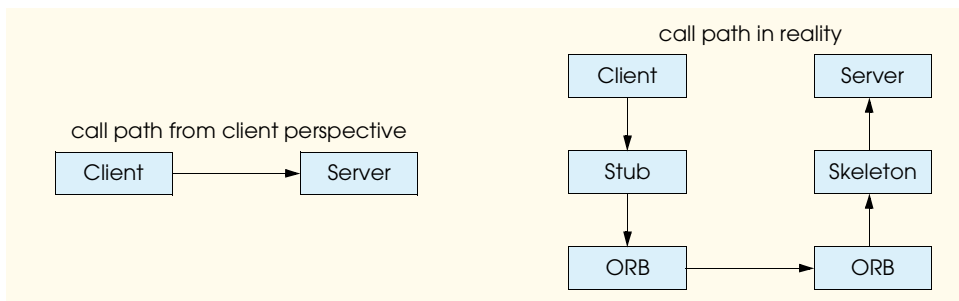 call path from client perspective
Client
Server
call path in reality
Client
Server
Stub
Skeleton
ORB
ORB